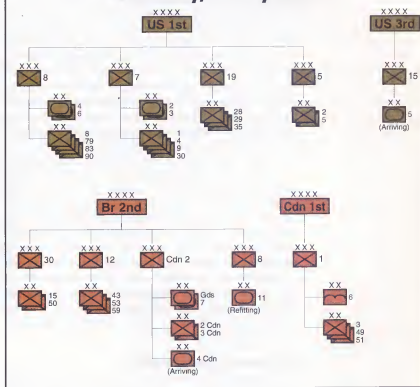 XXXX XXXX
US 1st US 3rd
XXX XXX XXX XXX XXX
8 7 19 5 15
XX XX XX XX XX
4 2 28 2 5
6 3 29 5 (Arriving)
35
XX XX
8 1
79 4
83 9
90 30
XXXX XXXX
Br 2nd Cdn 1st
XXX XXX XXX XXX XXX
30 12 Cdn 2 8 1
XX XX XX XX XX
15 43 Gds 11 6
50 53 7 (Refitting)
59
XX XX
2 Cdn 3
3 Cdn 49
51
XX
4 Cdn
(Arriving)